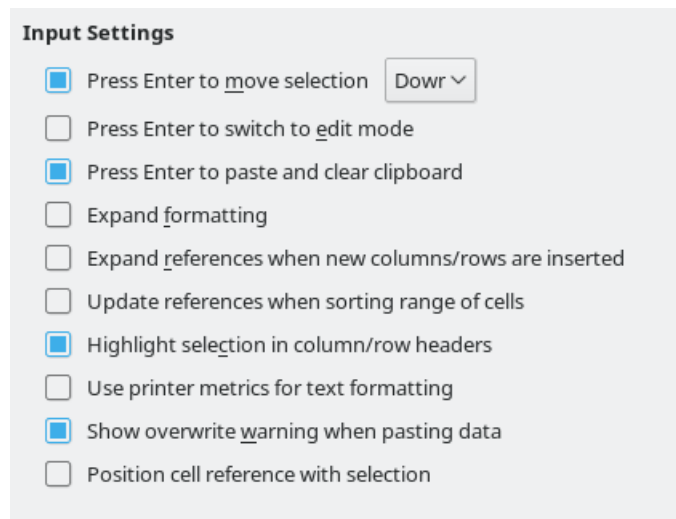 Input Settings
Press Enter to move selection Dowr
Press Enter to switch to edit mode
Press Enter to paste and clear clipboard
Expand formatting
Expand references when new columns/rows are inserted
Update references when sorting range of cells
Highlight selection in column/row headers
Use printer metrics for text formatting
Show overwrite warning when pasting data
Position cell reference with selection